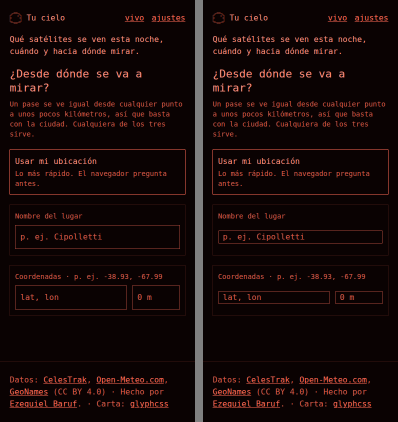 Tu cielo
vivo ajustes
Qué satélites se ven esta noche,
cuándo y hacia dónde mirar.
¿Desde dónde se va a
mirar?
Un pase se ve igual desde cualquier punto
a unos pocos kilómetros, así que basta
con la ciudad. Cualquiera de los tres
sirve.
Usar mi ubicación
Lo más rápido. El navegador pregunta
antes.
Nombre del lugar
p. ej. Cipolletti
Coordenadas · p. ej. -38.93, -67.99
lat, lon
0 m
Datos: CelesTrak, Open-Meteo.com,
GeoNames (CC BY 4.0) · Hecho por
Ezequiel Baruf. · Carta: glyphcss
Tu cielo
vivo ajustes
Qué satélites se ven esta noche,
cuándo y hacia dónde mirar.
¿Desde dónde se va a
mirar?
Un pase se ve igual desde cualquier punto
a unos pocos kilómetros, así que basta
con la ciudad. Cualquiera de los tres
sirve.
Usar mi ubicación
Lo más rápido. El navegador pregunta
antes.
Nombre del lugar
p. ej. Cipolletti
Coordenadas · p. ej. -38.93, -67.99
lat, lon
0 m
Datos: CelesTrak, Open-Meteo.com,
GeoNames (CC BY 4.0) · Hecho por
Ezequiel Baruf. · Carta: glyphcss